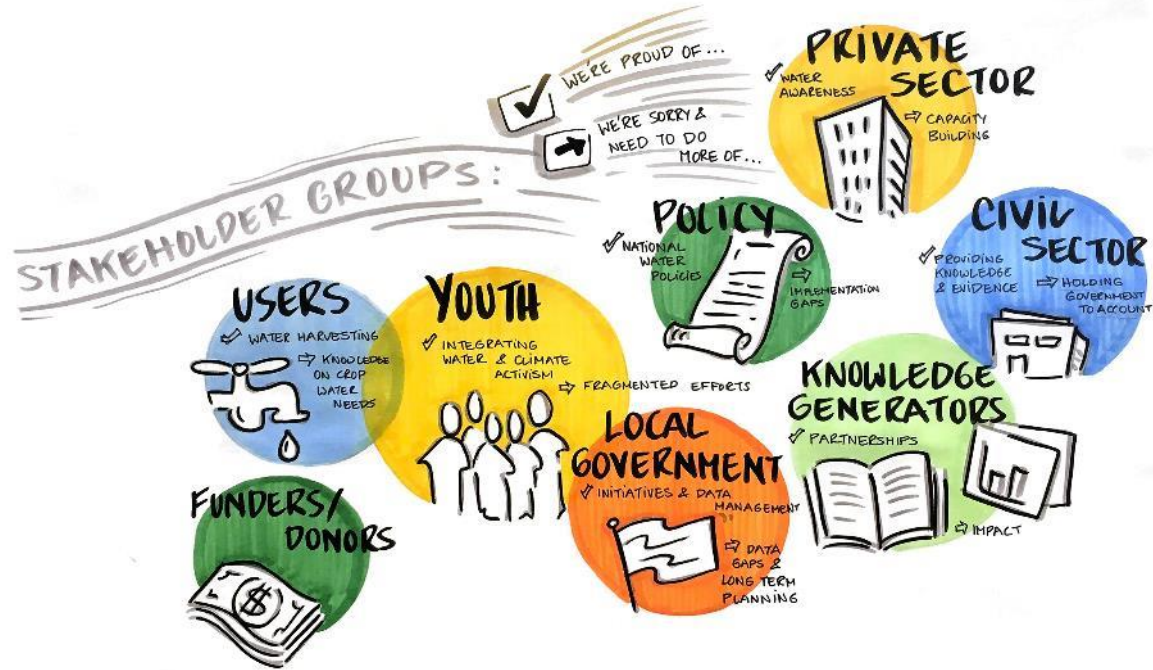 STAKEHOLDER GROUPS:
WE'RE PROUD OF...
WE'RE SORRY &
NEED TO DO
MORE OF...
PRIVATE
SECTOR
WATER
AWARENESS
CAPACITY
BUILDING
POLICY
NATIONAL
WATER
POLICIES
IMPLEMENTATION
GAPS
CIVIL
SECTOR
PROVIDING
KNOWLEDGE
& EVIDENCE
HOLDING
GOVERNMENT
TO ACCOUNT
USERS
WATER HARVESTING
KNOWLEDGE
ON CROP
WATER
NEEDS
YOUTH
INTEGRATING
WATER & CLIMATE
ACTIVISM
FRAGMENTED EFFORTS
KNOWLEDGE
GENERATORS
PARTNERSHIPS
IMPACT
LOCAL
GOVERNMENT
INITIATIVES & DATA
MANAGEMENT
DATA
GAPS &
LONG TERM
PLANNING
FUNDERS/
DONORS
$